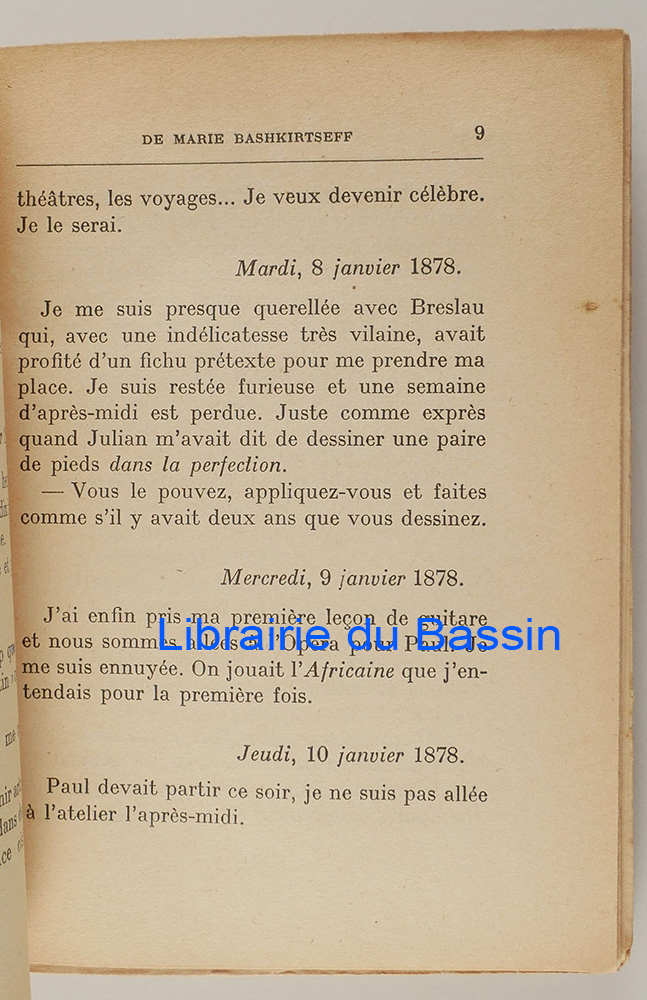 DE MARIE BASHKIRTSEFF 9
théâtres, les voyages... Je veux devenir célèbre.
Je le serai.
Mardi, 8 janvier 1878.
Je me suis presque querellée avec Breslau
qui, avec une indélicatesse très vilaine, avait
profité d'un fichu prétexte pour me prendre ma
place. Je suis restée furieuse et une semaine
d'après-midi est perdue. Juste comme exprès
quand Julian m'avait dit de dessiner une paire
de pieds dans la perfection.
— Vous le pouvez, appliquez-vous et faites
comme s'il y avait deux ans que vous dessinez.
Mercredi, 9 janvier 1878.
J'ai enfin pris ma première leçon de guitare
et nous sommes allées à l'Opéra pour Paul. Je
Librairie du Bassin
me suis ennuyée. On jouait l'Africaine que j'en-
tendais pour la première fois.
Jeudi, 10 janvier 1878.
Paul devait partir ce soir, je ne suis pas allée
à l'atelier l'après-midi.